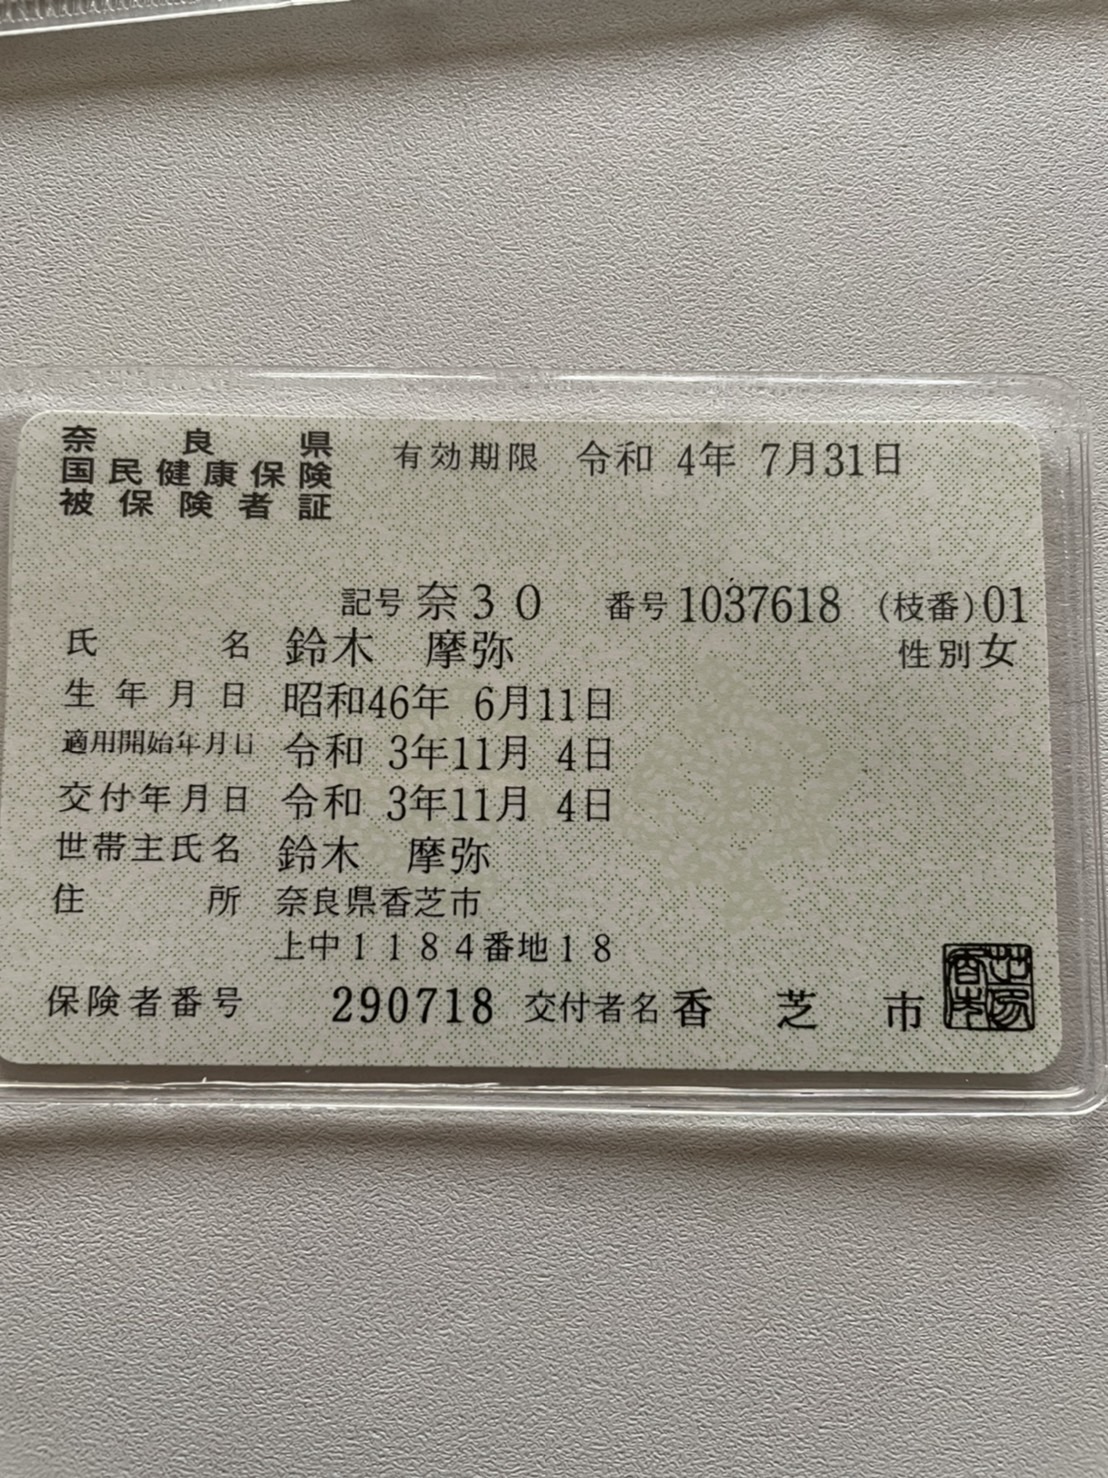 奈良県
国民健康保険
被保険者証
有効期限 令和 4年 7月31日
記号 奈30 番号 1037618 (枝番)01
氏名 鈴木 摩弥 性別 女
生年月日 昭和46年 6月11日
適用開始年月日 令和 3年11月 4日
交付年月日 令和 3年11月 4日
世帯主氏名 鈴木 摩弥
住所 奈良県香芝市
上中1184番地18
保険者番号 290718 交付者名 香芝市